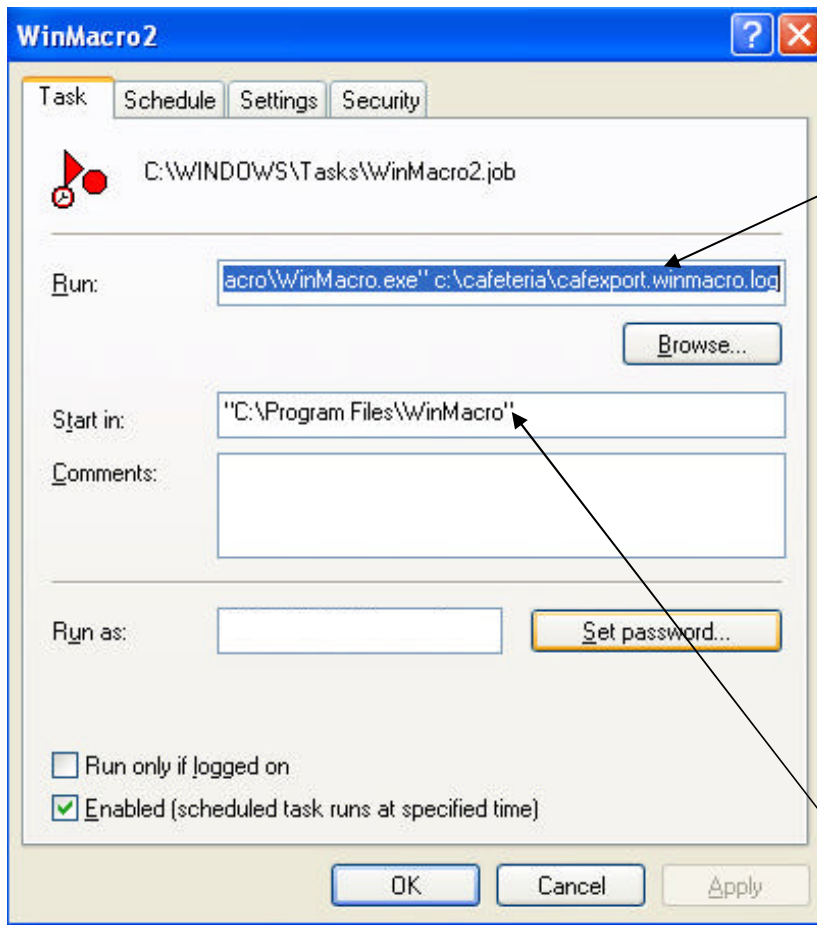 WinMacro2
Task Schedule Settings Security
C:\WINDOWS\Tasks\WinMacro2.job
Run: acro\WinMacro.exe" c:\cafeteria\cafexport.winmacro.log
Browse...
Start in: "C:\Program Files\WinMacro"
Comments:
Run as: Set password...
Run only if logged on
Enabled (scheduled task runs at specified time)
OK Cancel Apply